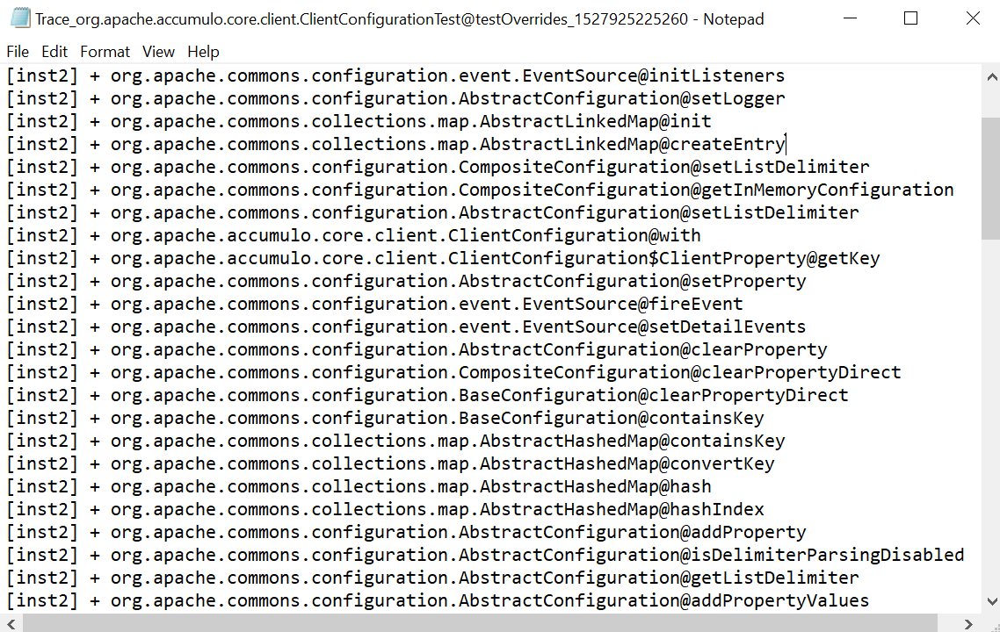 Trace_org.apache.accumulo.core.client.ClientConfigurationTest@testOverrides_1527925225260 - Notepad
File Edit Format View Help
[inst2] + org.apache.commons.configuration.event.EventSource@initListeners
[inst2] + org.apache.commons.configuration.AbstractConfiguration@setLogger
[inst2] + org.apache.commons.collections.map.AbstractLinkedMap@init
[inst2] + org.apache.commons.collections.map.AbstractLinkedMap@createEntry
[inst2] + org.apache.commons.configuration.CompositeConfiguration@setListDelimiter
[inst2] + org.apache.commons.configuration.CompositeConfiguration@getInMemoryConfiguration
[inst2] + org.apache.commons.configuration.AbstractConfiguration@setListDelimiter
[inst2] + org.apache.accumulo.core.client.ClientConfiguration@with
[inst2] + org.apache.accumulo.core.client.ClientConfiguration$ClientProperty@getKey
[inst2] + org.apache.commons.configuration.AbstractConfiguration@setProperty
[inst2] + org.apache.commons.configuration.event.EventSource@fireEvent
[inst2] + org.apache.commons.configuration.event.EventSource@setDetailEvents
[inst2] + org.apache.commons.configuration.AbstractConfiguration@clearProperty
[inst2] + org.apache.commons.configuration.CompositeConfiguration@clearPropertyDirect
[inst2] + org.apache.commons.configuration.BaseConfiguration@clearPropertyDirect
[inst2] + org.apache.commons.configuration.BaseConfiguration@containsKey
[inst2] + org.apache.commons.collections.map.AbstractHashedMap@containsKey
[inst2] + org.apache.commons.collections.map.AbstractHashedMap@convertKey
[inst2] + org.apache.commons.collections.map.AbstractHashedMap@hash
[inst2] + org.apache.commons.collections.map.AbstractHashedMap@hashIndex
[inst2] + org.apache.commons.configuration.AbstractConfiguration@addProperty
[inst2] + org.apache.commons.configuration.AbstractConfiguration@isDelimiterParsingDisabled
[inst2] + org.apache.commons.configuration.AbstractConfiguration@getListDelimiter
[inst2] + org.apache.commons.configuration.AbstractConfiguration@addPropertyValues